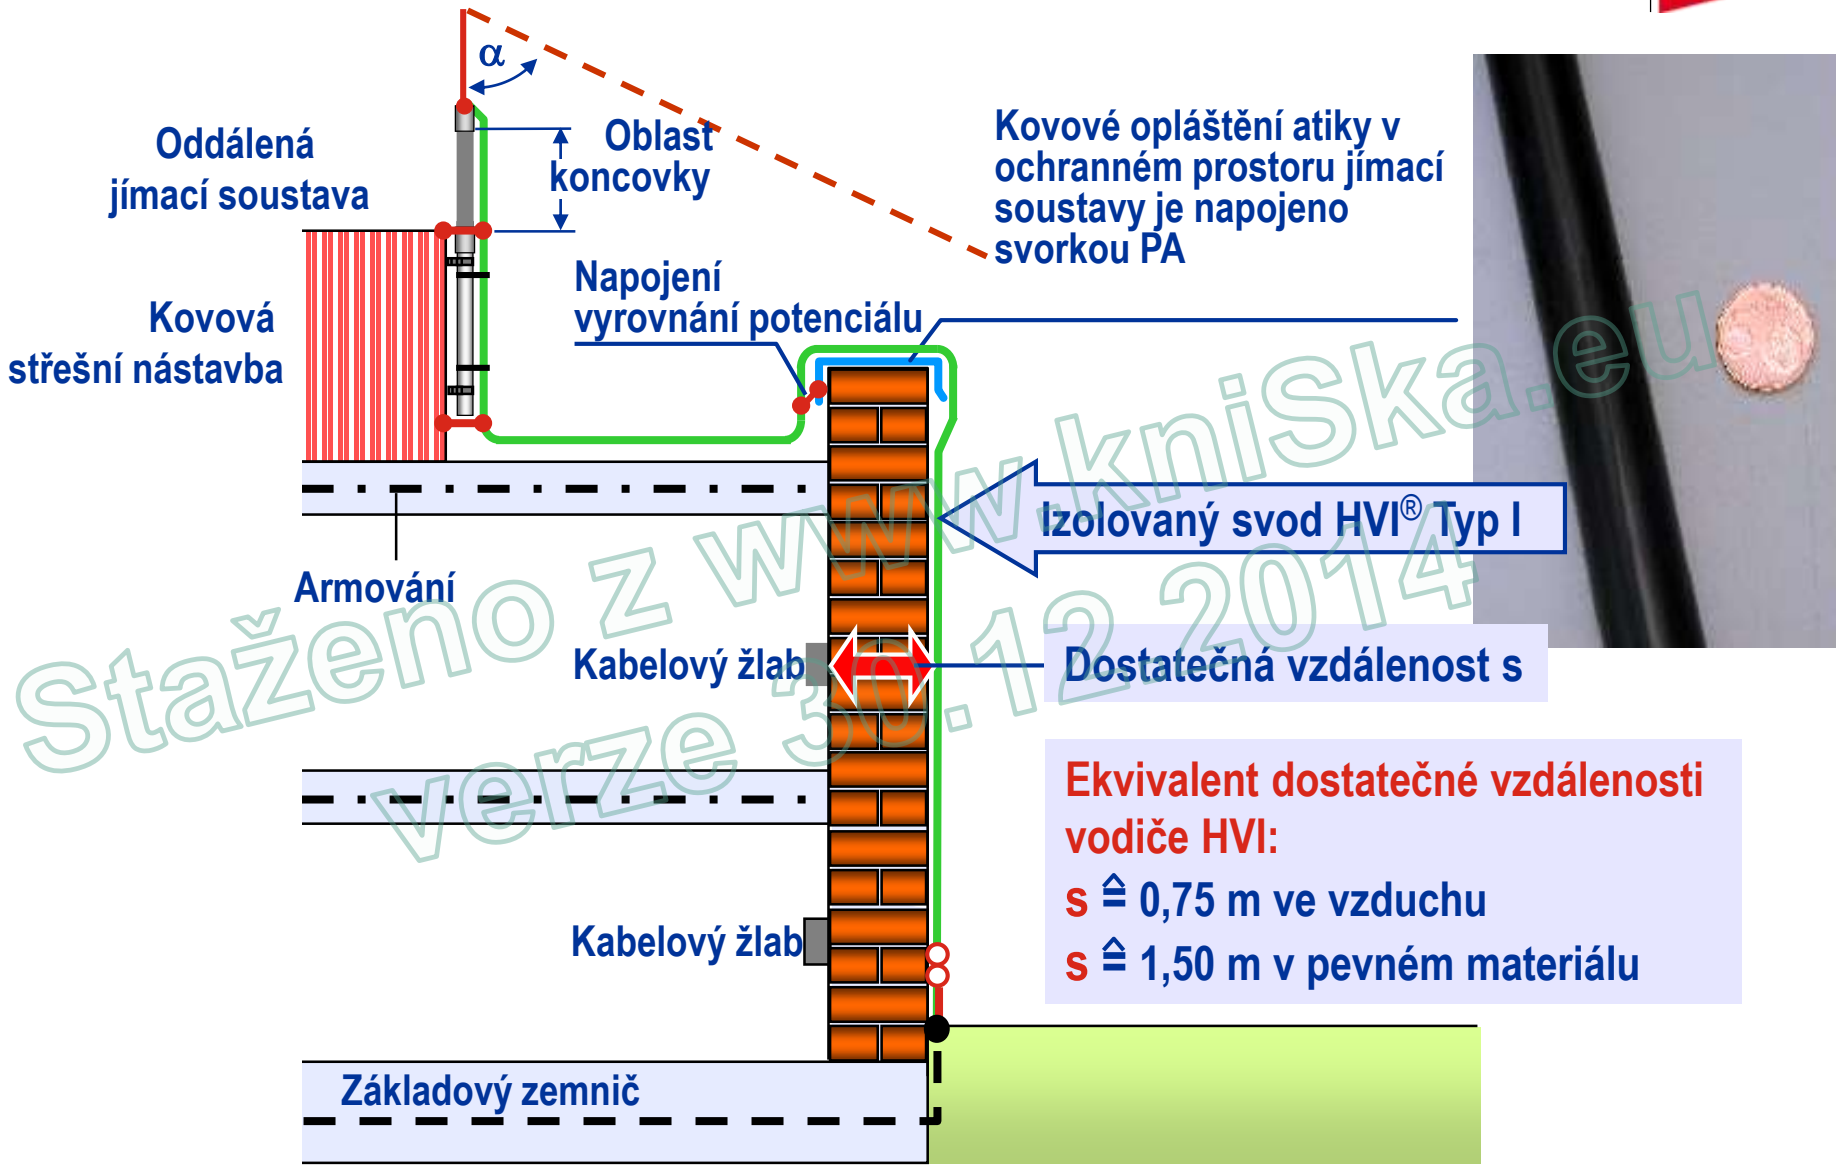 α
Oddálená
jímací soustava
Oblast
koncovky
Kovové opláštění atiky v
ochranném prostoru jímací
soustavy je napojeno
svorkou PA
Kovová
střešní nástavba
Napojení
vyrovnání potenciálu
Izolovaný svod HVI® Typ I
Armování
Kabelový žlab
Dostatečná vzdálenost s
Ekvivalent dostatečné vzdálenosti
vodiče HVI:
s ≙ 0,75 m ve vzduchu
s ≙ 1,50 m v pevném materiálu
Kabelový žlab
Základový zemnič
Staženo z www.kniSka.eu
verze 30.12.2014